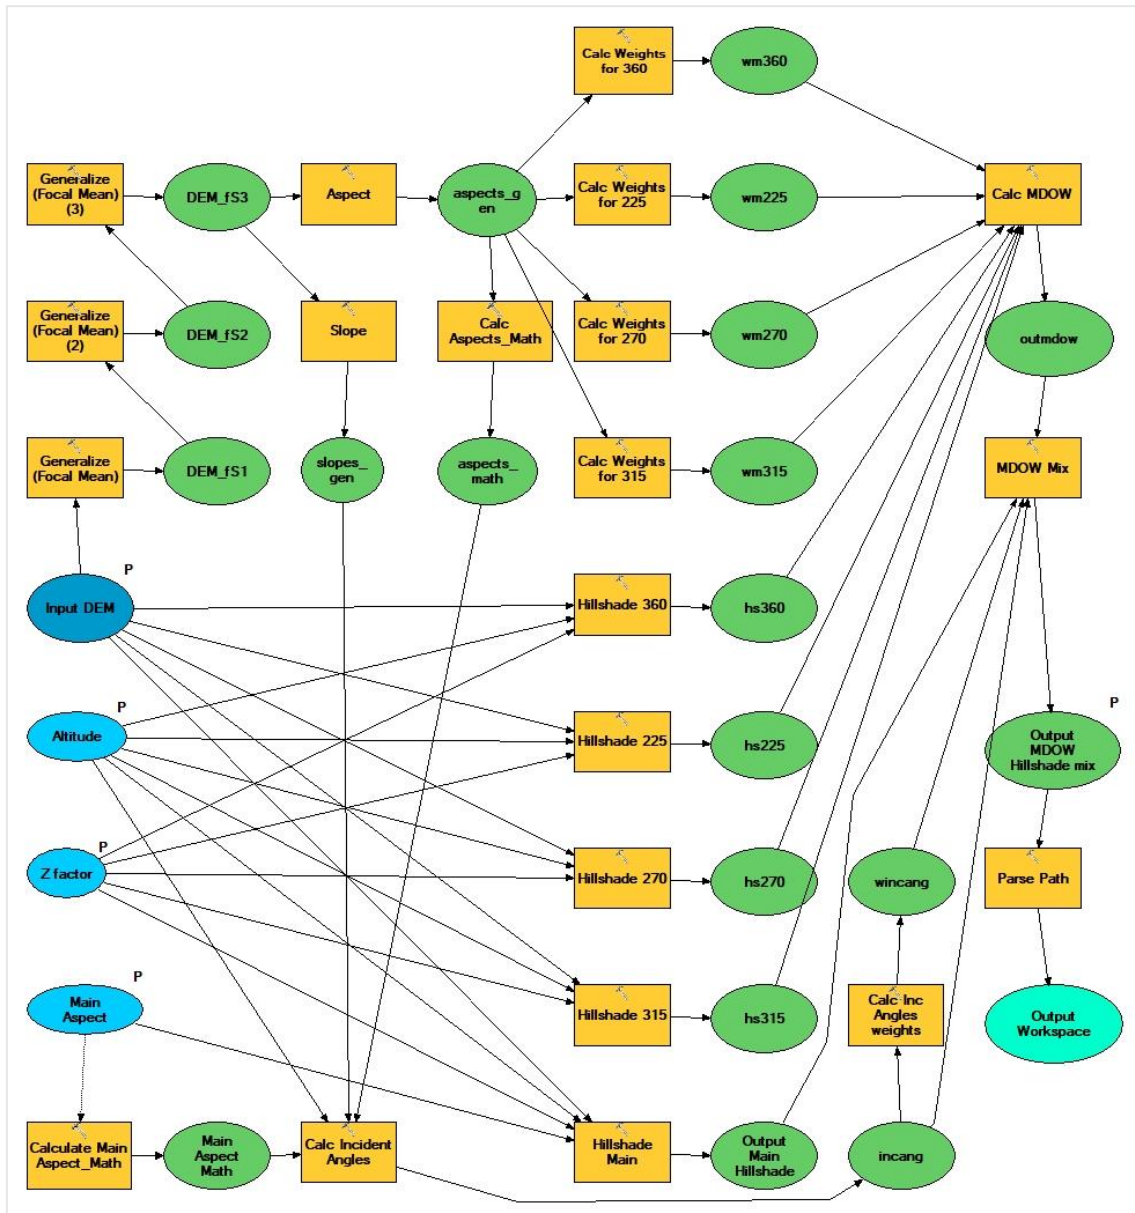 Calc Weights
for 360
wm360
Generalize
(Focal Mean)
(3)
DEM_fS3
Aspect
aspects_g
en
Calc Weights
for 225
wm225
Calc MDOW
Generalize
(Focal Mean)
(2)
DEM_fS2
Slope
Calc
Aspects_Math
Calc Weights
for 270
wm270
outmdow
Generalize
(Focal Mean)
DEM_fS1
slopes_
gen
aspects_
math
Calc Weights
for 315
wm315
MDOW Mix
P
Input DEM
Hillshade 360
hs360
P
Altitude
Hillshade 225
hs225
P
Output
MDOW
Hillshade mix
P
Z factor
Hillshade 270
hs270
wincang
Parse Path
P
Main
Aspect
Hillshade 315
hs315
Calc Inc
Angles
weights
Output
Workspace
Calculate Main
Aspect_Math
Main
Aspect
Math
Calc Incident
Angles
Hillshade
Main
Output
Main
Hillshade
incang